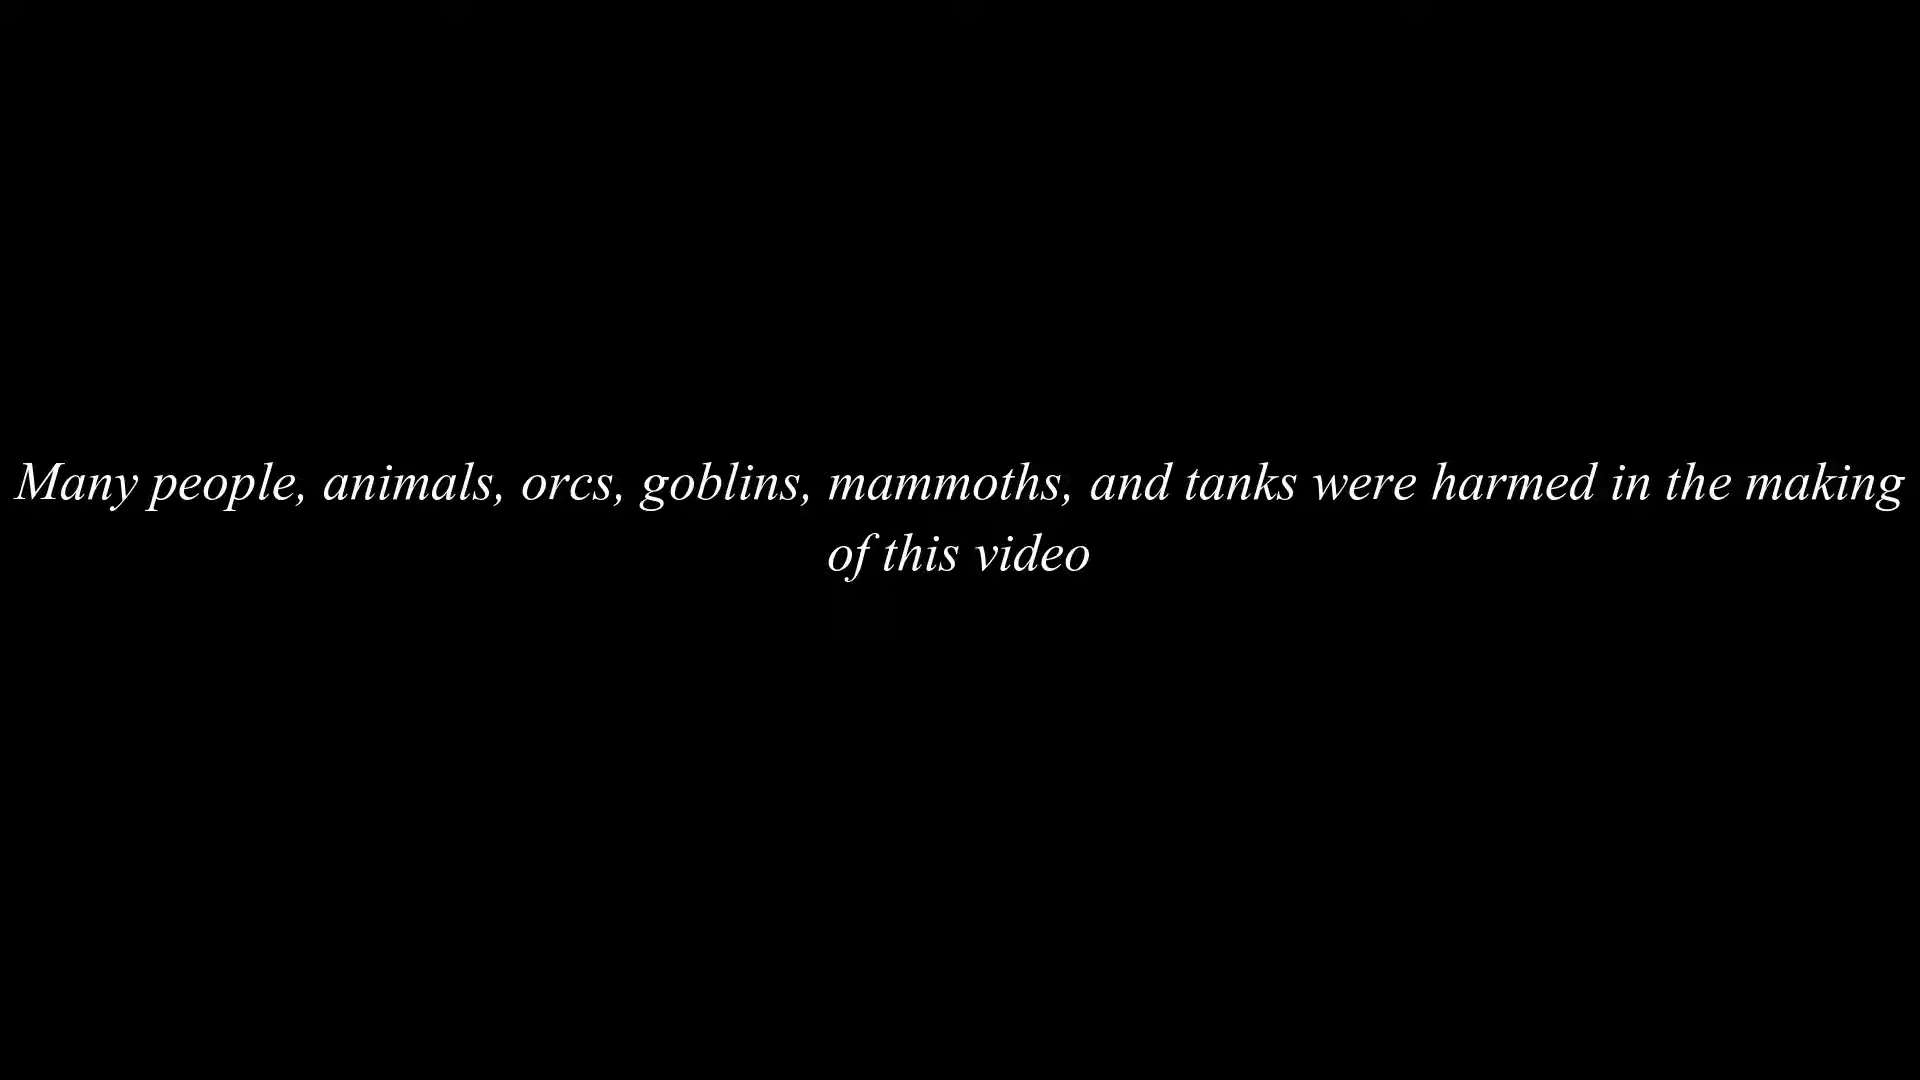 Many people, animals, orcs, goblins, mammoths, and tanks were harmed in the making
of this video